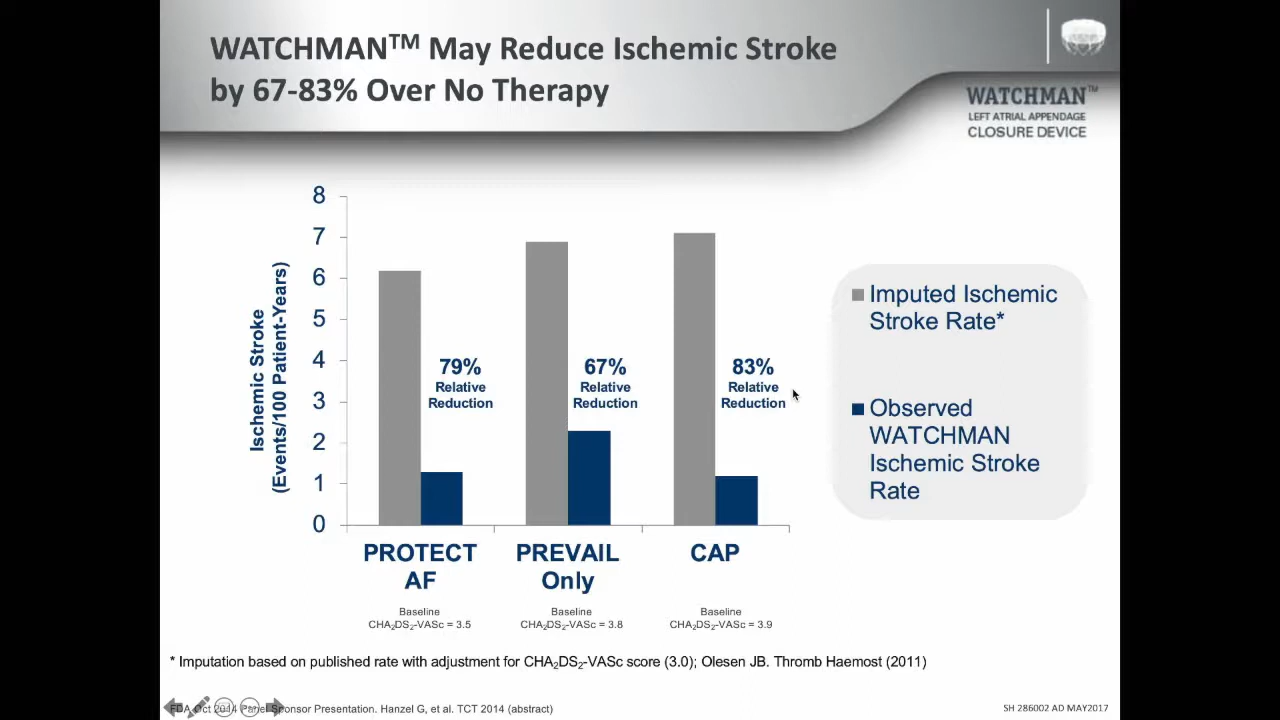 WATCHMAN™ May Reduce Ischemic Stroke
by 67-83% Over No Therapy
WATCHMAN™
LEFT ATRIAL APPENDAGE
CLOSURE DEVICE
Ischemic Stroke
(Events/100 Patient-Years)
8
7
6
5
4
3
2
1
0
79%
Relative
Reduction
67%
Relative
Reduction
83%
Relative
Reduction
Imputed Ischemic
Stroke Rate*
Observed
WATCHMAN
Ischemic Stroke
Rate
PROTECT
AF
PREVAIL
Only
CAP
Baseline
CHA₂DS₂-VASc = 3.5
Baseline
CHA₂DS₂-VASc = 3.8
Baseline
CHA₂DS₂-VASc = 3.9
* Imputation based on published rate with adjustment for CHA₂DS₂-VASc score (3.0); Olesen JB. Thromb Haemost (2011)
FDA Oct 2014 Panel Sponsor Presentation. Hanzel G, et al. TCT 2014 (abstract)
SH 286002 AD MAY2017